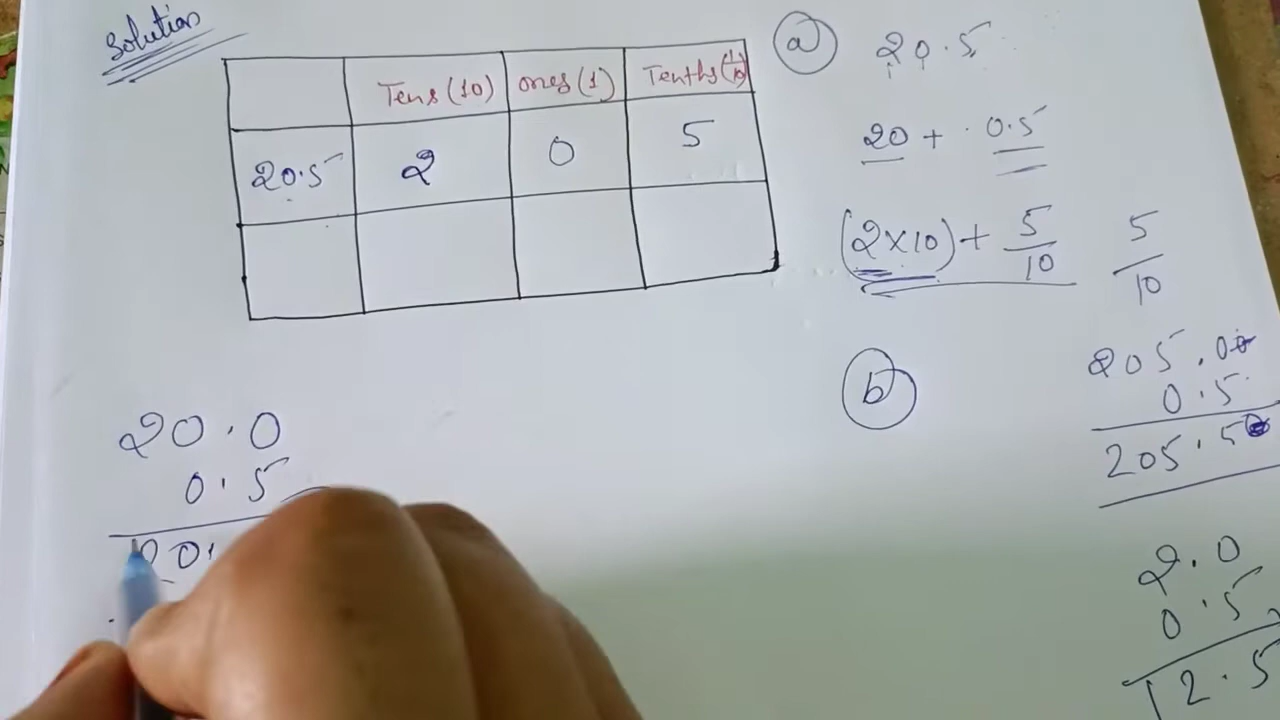 Solution
Tens (10) ones (1) Tenths (1/10)
20.5 2 0 5
a
20.5
20 + 0.5
(2×10) + 5/10
5/10
b
205.00
0.5
205.50
20.0
0.5
20.
2.0
0.5
12.5